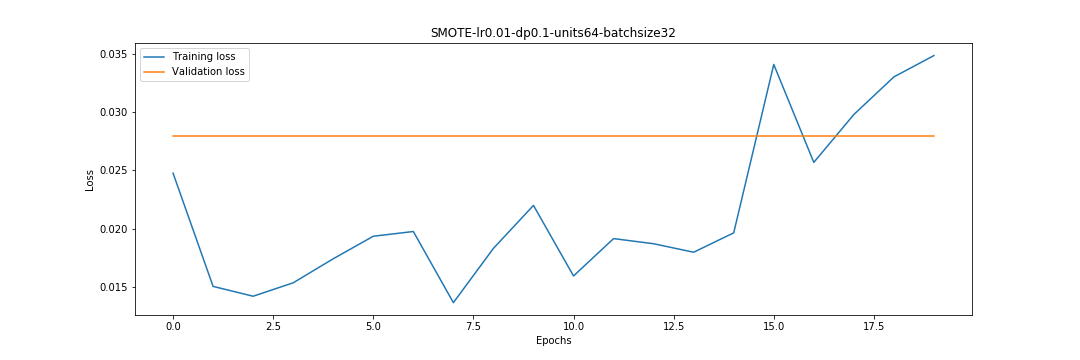 SMOTE-lr0.01-dp0.1-units64-batchsize32
Training loss
Validation loss
0.035
0.030
0.025
0.020
0.015
Loss
0.0
2.5
5.0
7.5
10.0
12.5
15.0
17.5
Epochs